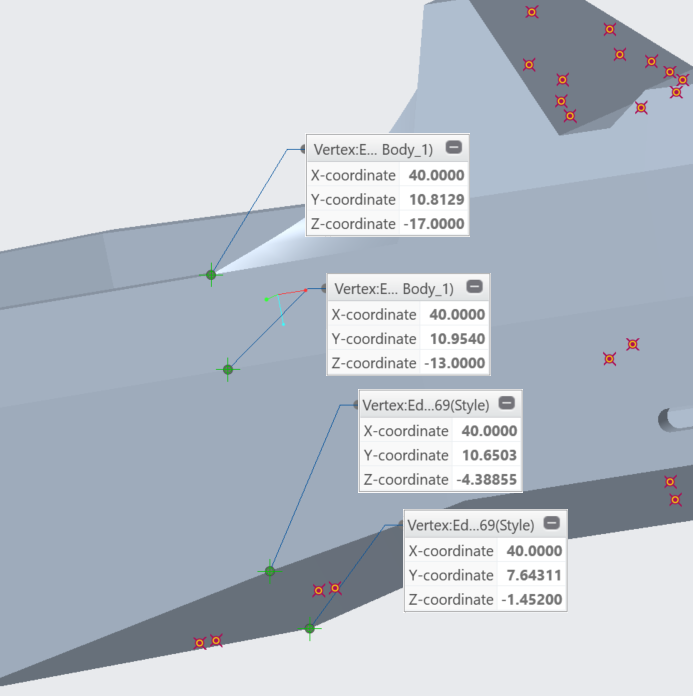 Vertex:E... Body_1)
X-coordinate 40.0000
Y-coordinate 10.8129
Z-coordinate -17.0000
Vertex:E... Body_1)
X-coordinate 40.0000
Y-coordinate 10.9540
Z-coordinate -13.0000
Vertex:Ed...69(Style)
X-coordinate 40.0000
Y-coordinate 10.6503
Z-coordinate -4.38855
Vertex:Ed...69(Style)
X-coordinate 40.0000
Y-coordinate 7.64311
Z-coordinate -1.45200